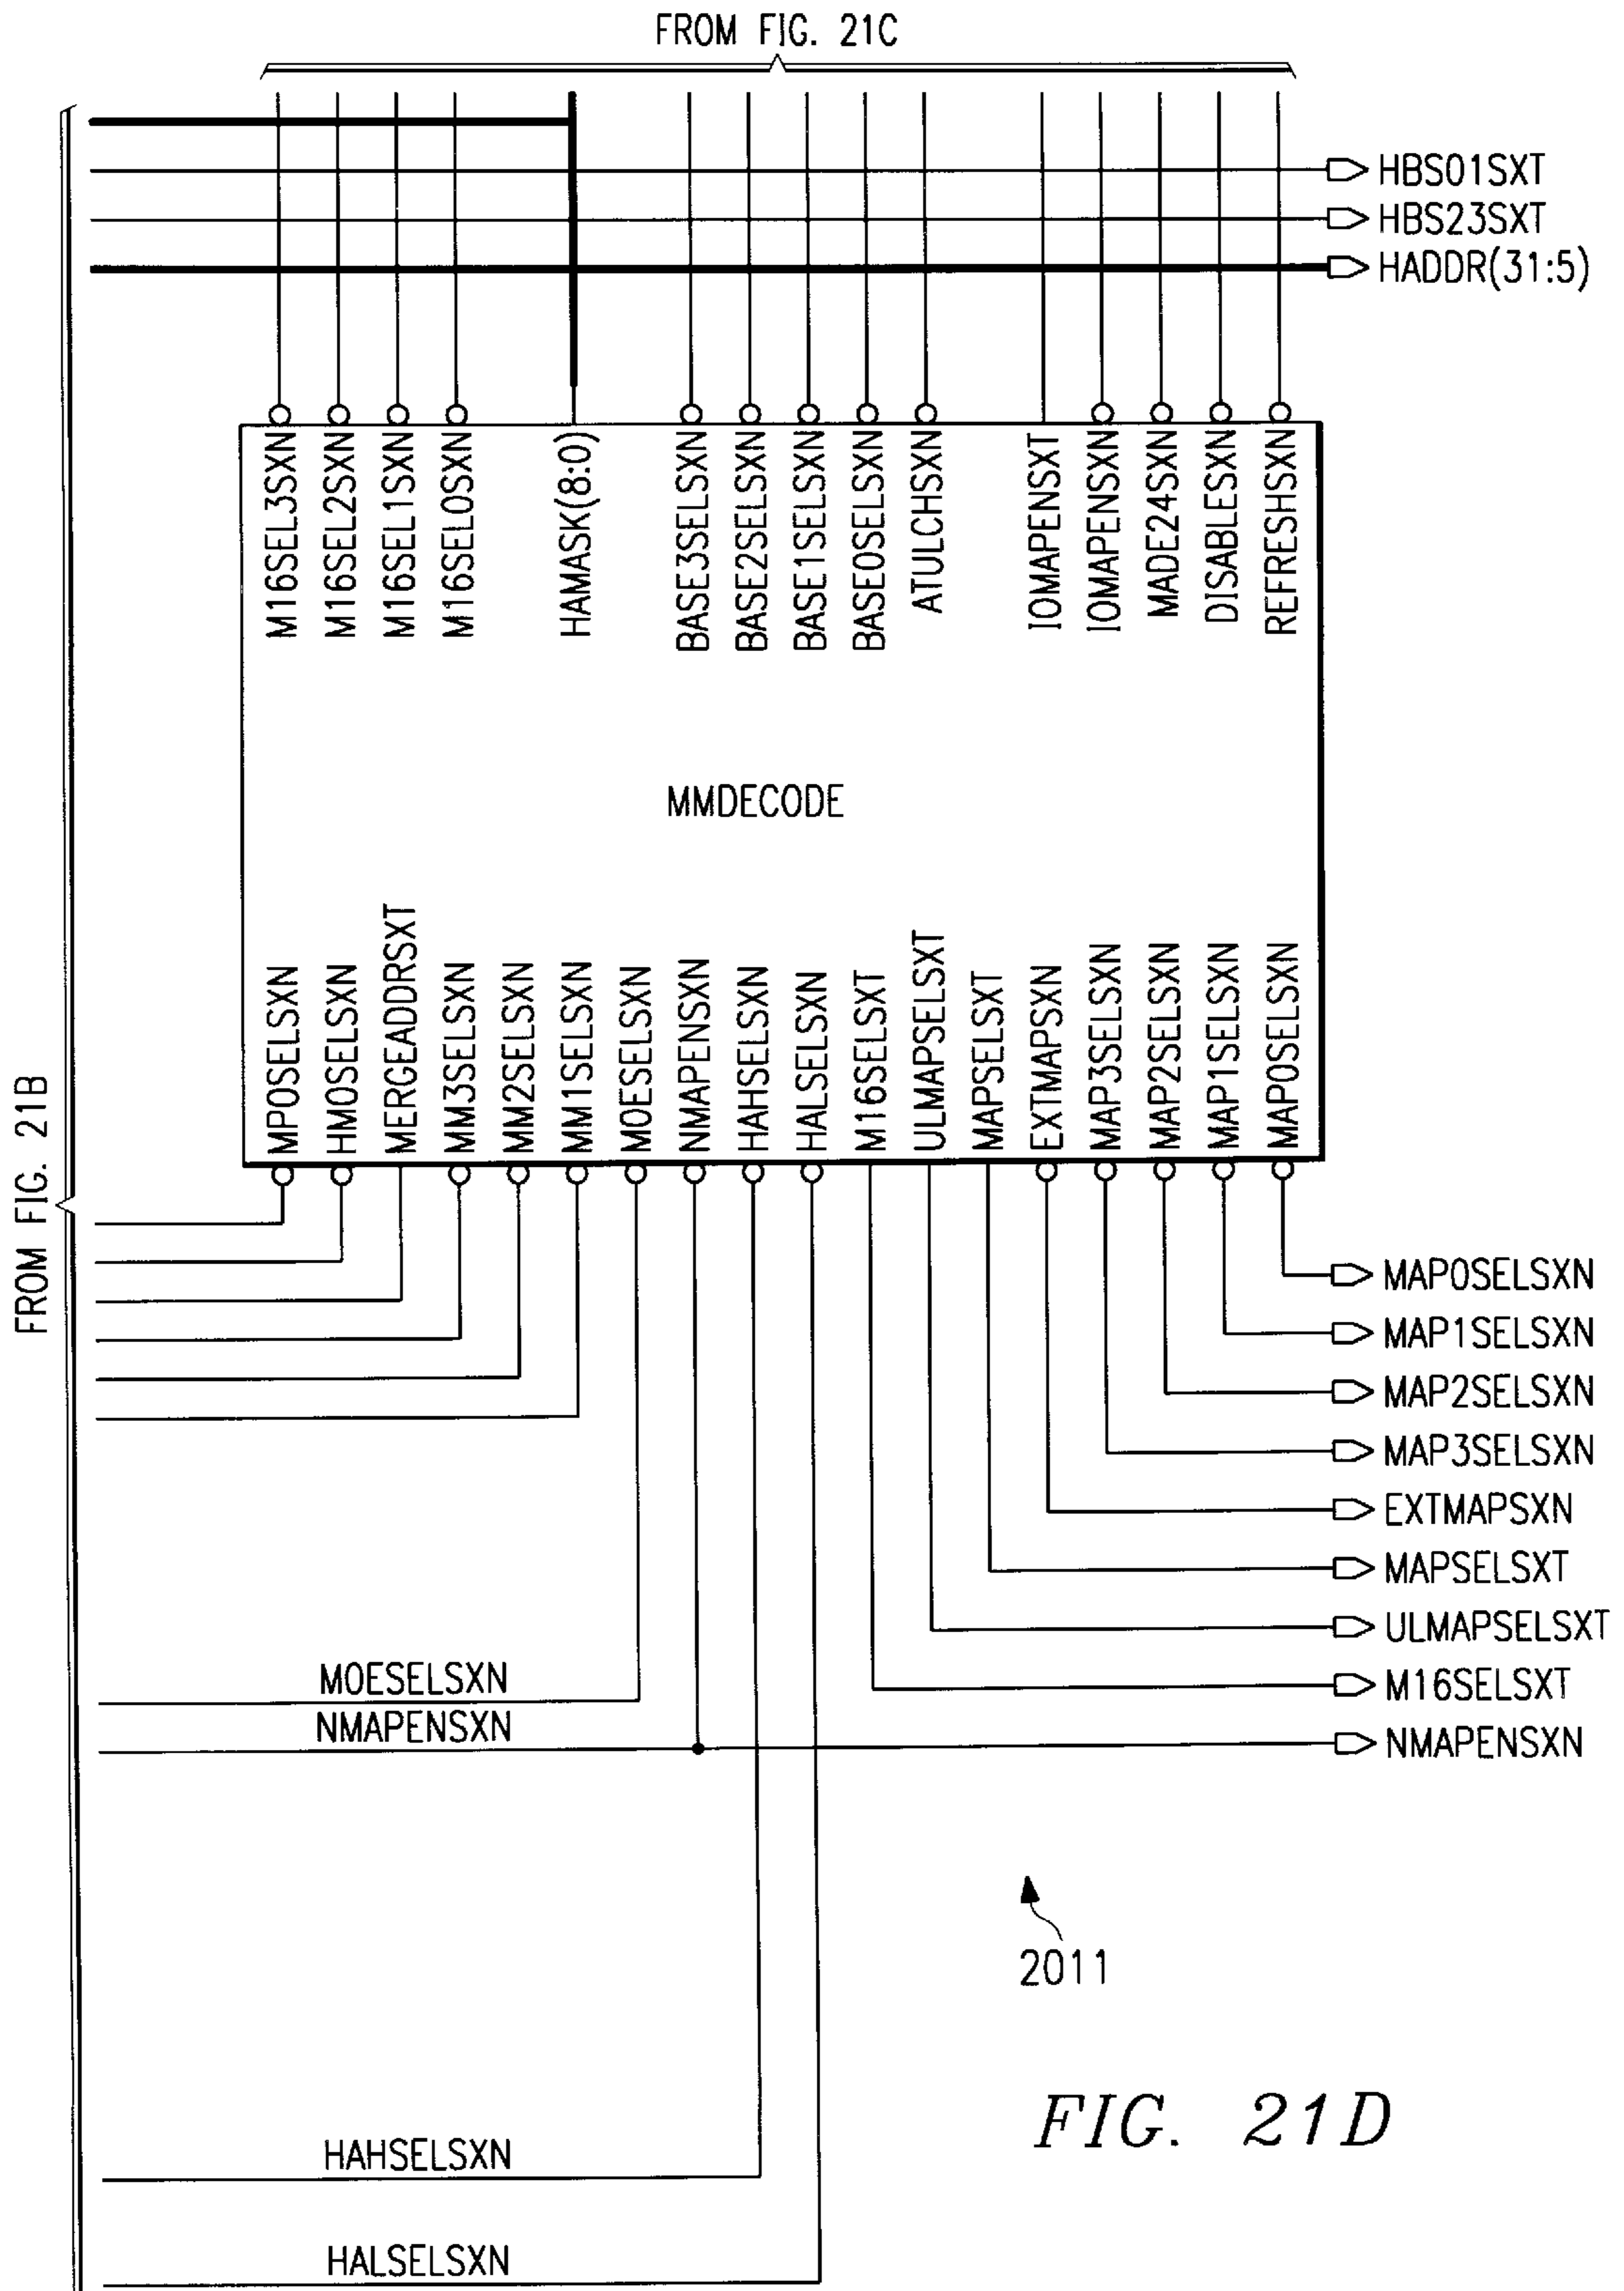 FROM FIG. 21C
HBS01SXT
HBS23SXT
HADDR(31:5)
M16SEL3SXN
M16SEL2SXN
M16SEL1SXN
M16SEL0SXN
HAMASK(8:0)
BASE3SELSXN
BASE2SELSXN
BASE1SELSXN
BASE0SELSXN
ATULCHSXN
IOMAPENSXT
IOMAPENSXN
MADE24SXN
DISABLESXN
REFRESHSXN
MMDECODE
MP0SELSXN
HM0SELSXN
MERGEADDRSXT
MM3SELSXN
MM2SELSXN
MM1SELSXN
MOESELSXN
NMAPENSXN
HAHSELSXN
HALSELSXN
M16SELSXT
ULMAPSELSXT
MAPSELSXT
EXTMAPSXN
MAP3SELSXN
MAP2SELSXN
MAP1SELSXN
MAP0SELSXN
FROM FIG. 21B
MAP0SELSXN
MAP1SELSXN
MAP2SELSXN
MAP3SELSXN
EXTMAPSXN
MAPSELSXT
ULMAPSELSXT
MOESELSXN
M16SELSXT
NMAPENSXN
NMAPENSXN
2011
FIG. 21D
HAHSELSXN
HALSELSXN